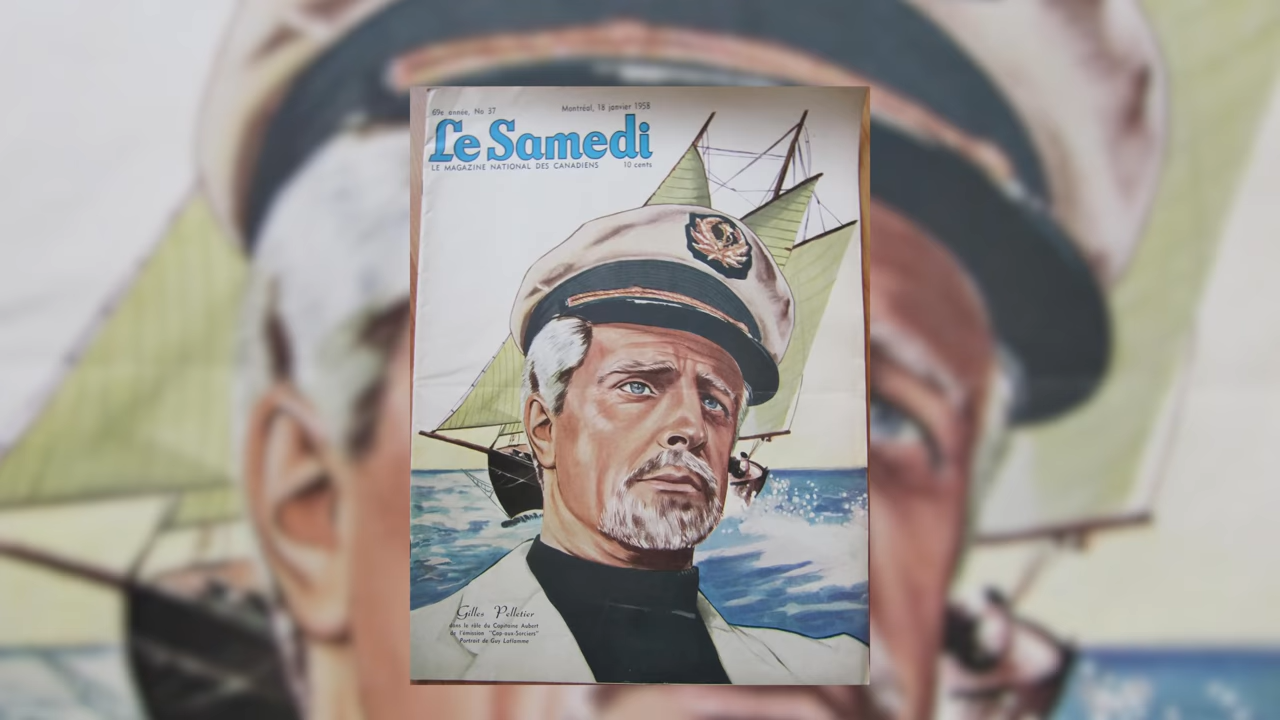 69e année, No 37
Montréal, 18 janvier 1958
Le Samedi
LE MAGAZINE NATIONAL DES CANADIENS
10 cents
Gilles Pelletier
dans le rôle du Capitaine Aubert
de l'émission "Cap-aux-Sorciers"
Portrait de Gus Laflamme